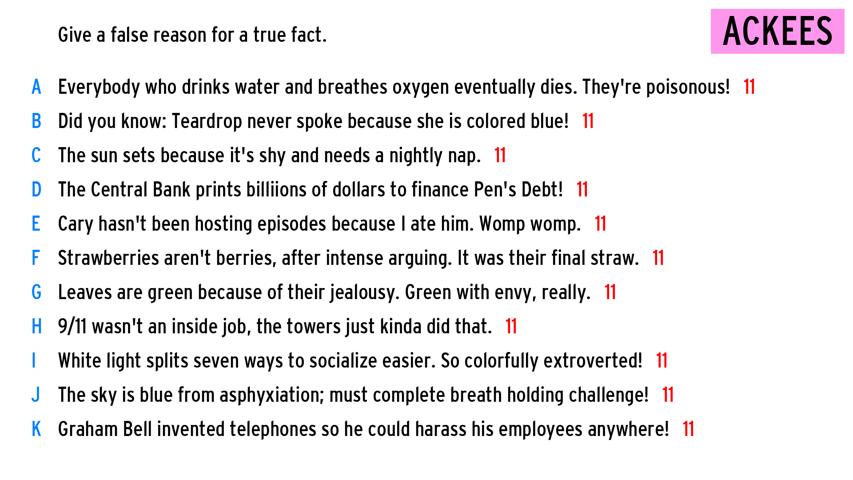 Give a false reason for a true fact.
ACKEES
A Everybody who drinks water and breathes oxygen eventually dies. They're poisonous! 11
B Did you know: Teardrop never spoke because she is colored blue! 11
C The sun sets because it's shy and needs a nightly nap. 11
D The Central Bank prints billiions of dollars to finance Pen's Debt! 11
E Cary hasn't been hosting episodes because I ate him. Womp womp. 11
F Strawberries aren't berries, after intense arguing. It was their final straw. 11
G Leaves are green because of their jealousy. Green with envy, really. 11
H 9/11 wasn't an inside job, the towers just kinda did that. 11
I White light splits seven ways to socialize easier. So colorfully extroverted! 11
J The sky is blue from asphyxiation; must complete breath holding challenge! 11
K Graham Bell invented telephones so he could harass his employees anywhere! 11